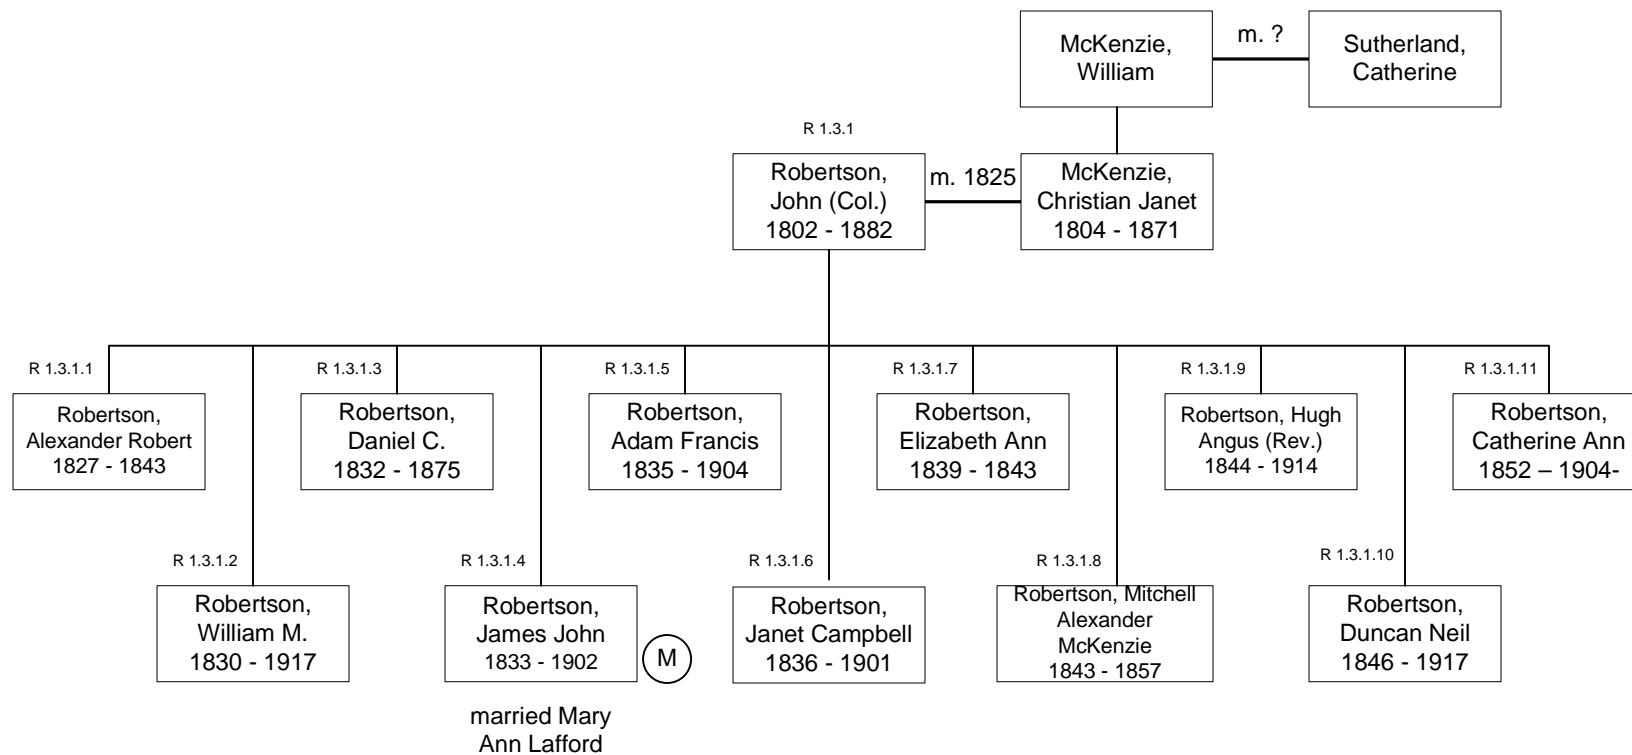 McKenzie,
William
m. ?
Sutherland,
Catherine
R 1.3.1
Robertson,
John (Col.)
1802 - 1882
m. 1825
McKenzie,
Christian Janet
1804 - 1871
R 1.3.1.1
Robertson,
Alexander Robert
1827 - 1843
R 1.3.1.3
Robertson,
Daniel C.
1832 - 1875
R 1.3.1.5
Robertson,
Adam Francis
1835 - 1904
R 1.3.1.7
Robertson,
Elizabeth Ann
1839 - 1843
R 1.3.1.9
Robertson, Hugh
Angus (Rev.)
1844 - 1914
R 1.3.1.11
Robertson,
Catherine Ann
1852 – 1904-
R 1.3.1.2
Robertson,
William M.
1830 - 1917
R 1.3.1.4
Robertson,
James John
1833 - 1902
M
married Mary
Ann Lafford
R 1.3.1.6
Robertson,
Janet Campbell
1836 - 1901
R 1.3.1.8
Robertson, Mitchell
Alexander
McKenzie
1843 - 1857
R 1.3.1.10
Robertson,
Duncan Neil
1846 - 1917